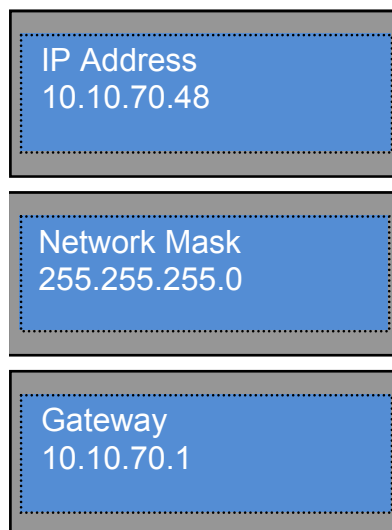 IP Address
10.10.70.48
Network Mask
255.255.255.0
Gateway
10.10.70.1